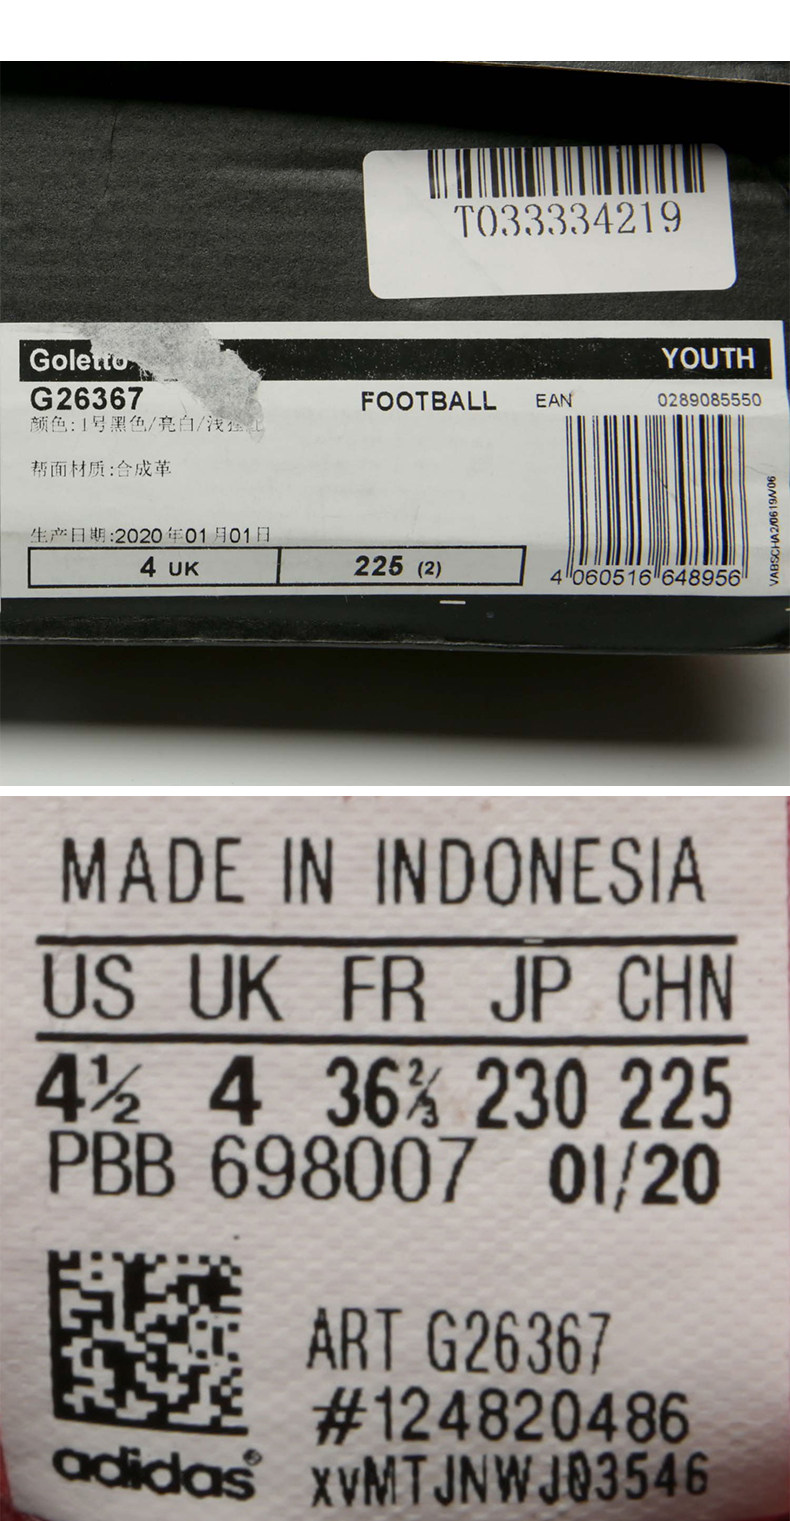 T033334219
Goletto
YOUTH
G26367
FOOTBALL
EAN
0289085550
颜色:1号黑色/亮白/浅猩红
帮面材质:合成革
生产日期:2020年01月01日
4 UK
225 (2)
4 060516 648956
VABSCHA2/0619/V06
MADE IN INDONESIA
US UK FR JP CHN
4½ 4 36⅔ 230 225
PBB 698007 01/20
ART G26367
#124820486
xvMTJNWJ03546
adidas®